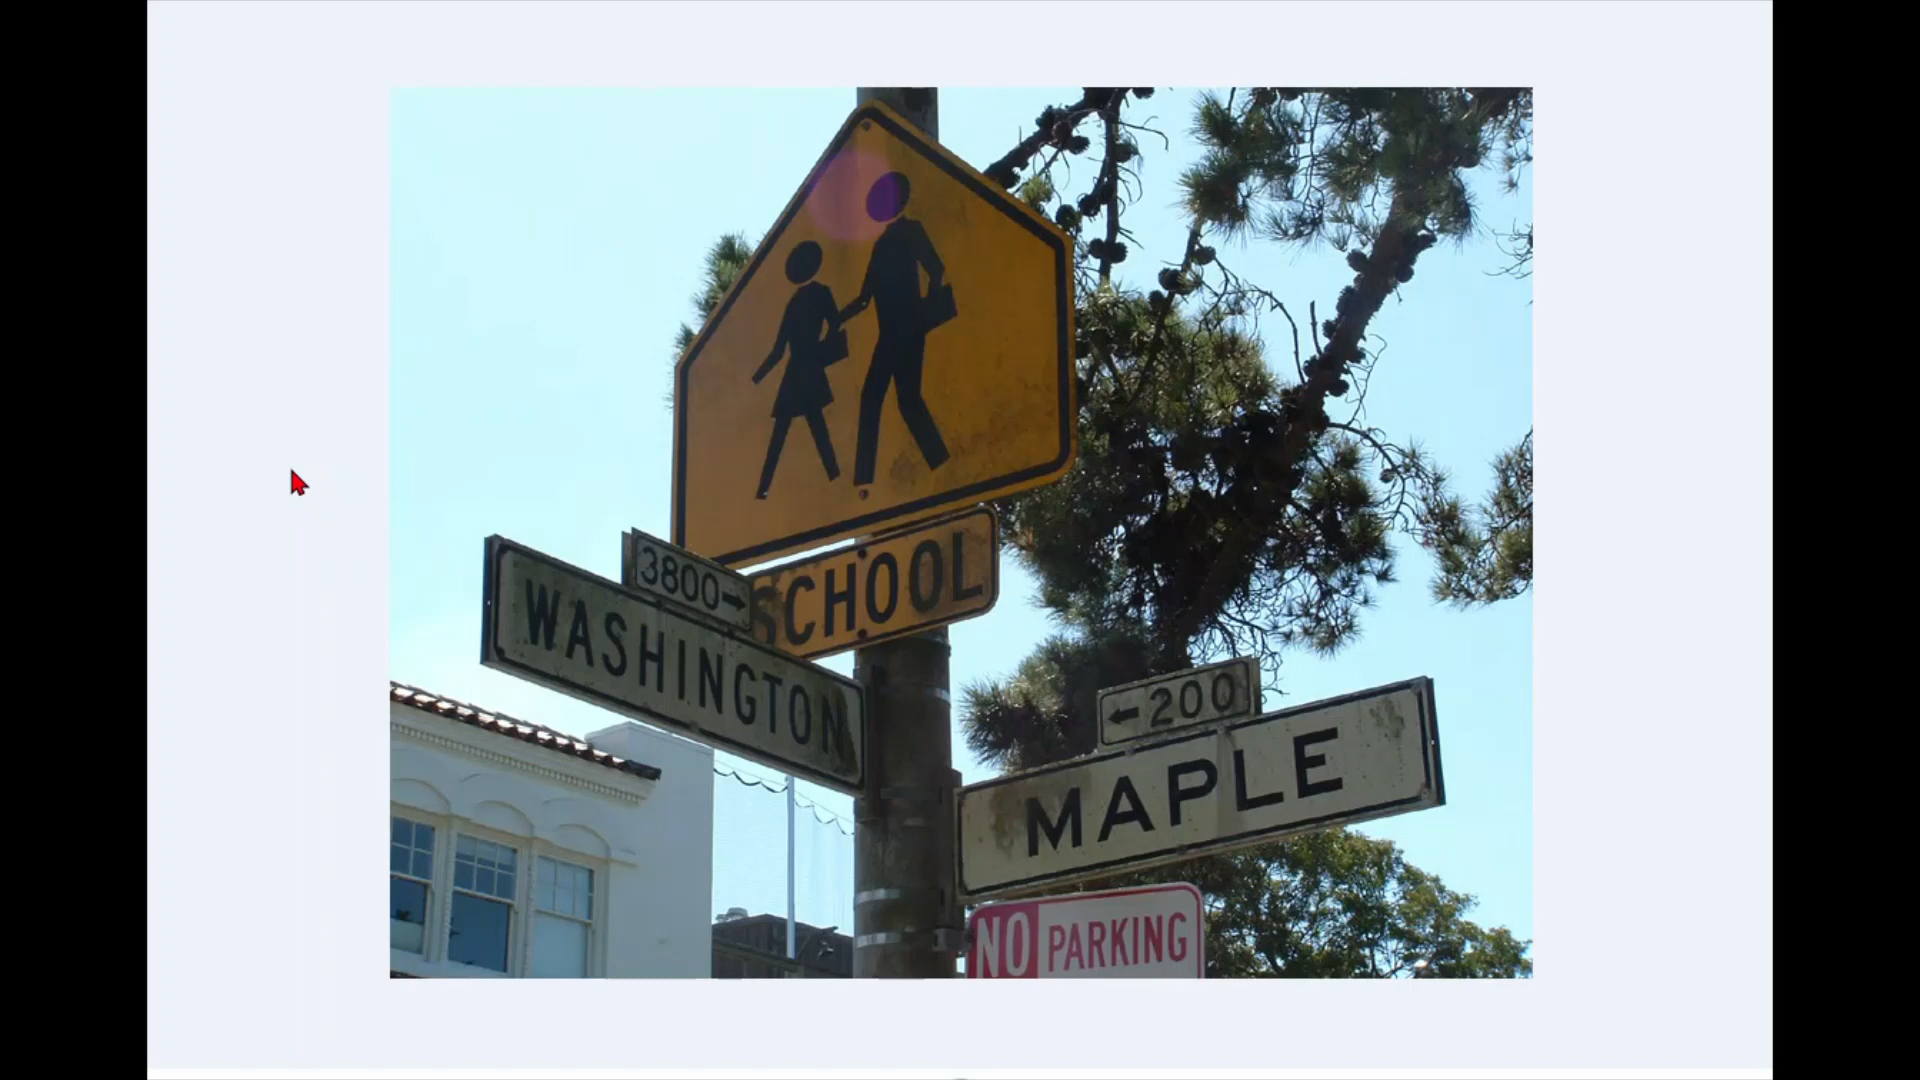 3800→
SCHOOL
WASHINGTON
←200
MAPLE
NO PARKING